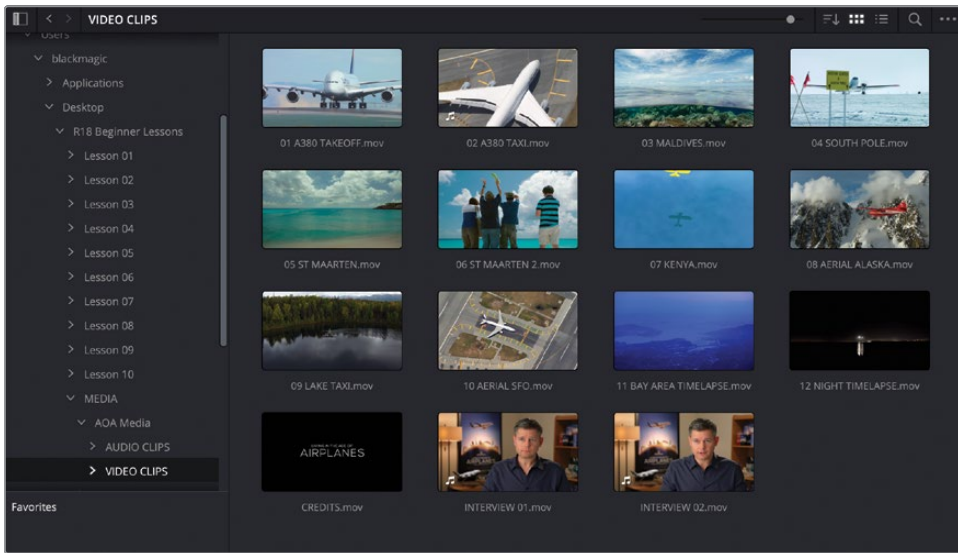 VIDEO CLIPS
Users
blackmagic
Applications
Desktop
R18 Beginner Lessons
Lesson 01
Lesson 02
Lesson 03
Lesson 04
Lesson 05
Lesson 06
Lesson 07
Lesson 08
Lesson 09
Lesson 10
MEDIA
AOA Media
AUDIO CLIPS
VIDEO CLIPS
Favorites
01 A380 TAKEOFF.mov
02 A380 TAXI.mov
03 MALDIVES.mov
04 SOUTH POLE.mov
05 ST MAARTEN.mov
06 ST MAARTEN 2.mov
07 KENYA.mov
08 AERIAL ALASKA.mov
09 LAKE TAXI.mov
10 AERIAL SFO.mov
11 BAY AREA TIMELAPSE.mov
12 NIGHT TIMELAPSE.mov
AIRPLANES
CREDITS.mov
INTERVIEW 01.mov
INTERVIEW 02.mov